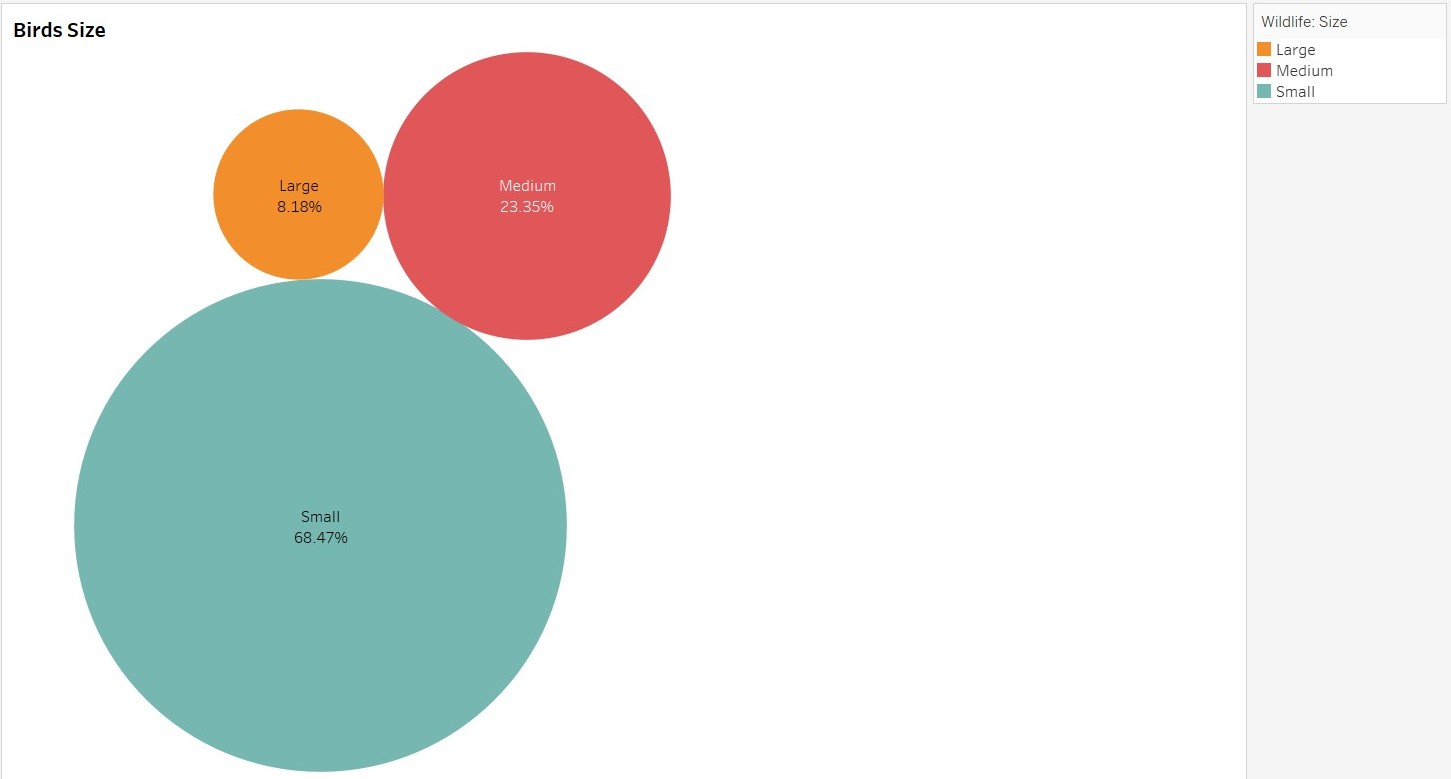 Birds Size
Wildlife: Size
Large
Medium
Small
Large
8.18%
Medium
23.35%
Small
68.47%